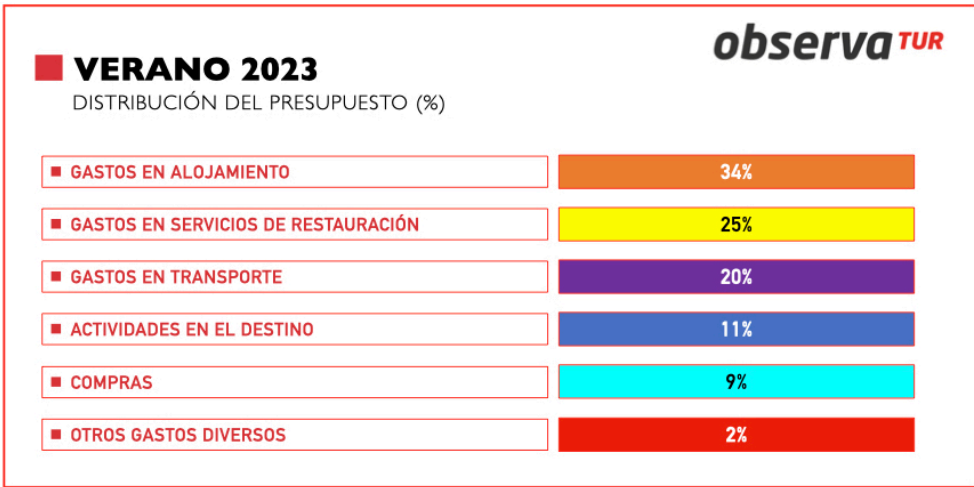 observaTUR
VERANO 2023
DISTRIBUCIÓN DEL PRESUPUESTO (%)
GASTOS EN ALOJAMIENTO 34%
GASTOS EN SERVICIOS DE RESTAURACIÓN 25%
GASTOS EN TRANSPORTE 20%
ACTIVIDADES EN EL DESTINO 11%
COMPRAS 9%
OTROS GASTOS DIVERSOS 2%